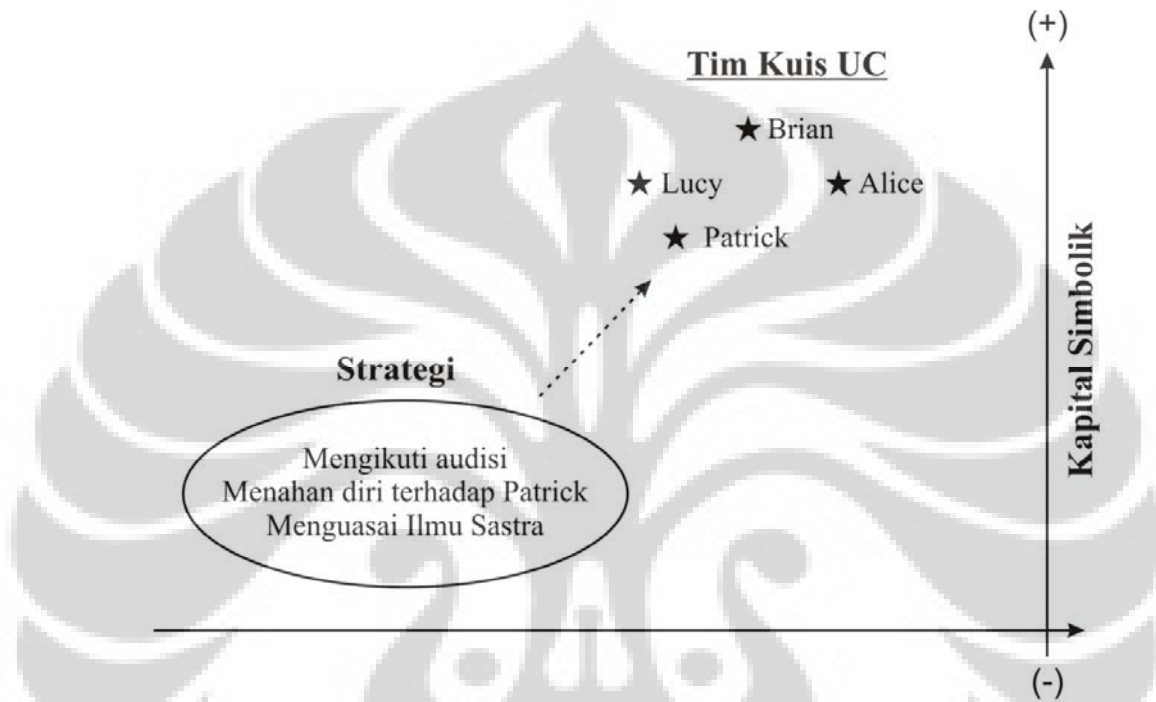 (+)
Tim Kuis UC
Brian
Lucy
Alice
Patrick
Kapital Simbolik
Strategi
Mengikuti audisi
Menahan diri terhadap Patrick
Menguasai Ilmu Sastra
(-)